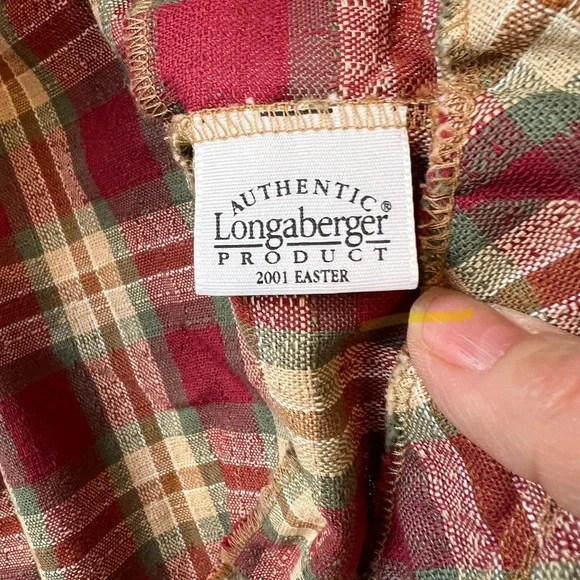 AUTHENTIC
Longaberger®
PRODUCT
2001 EASTER